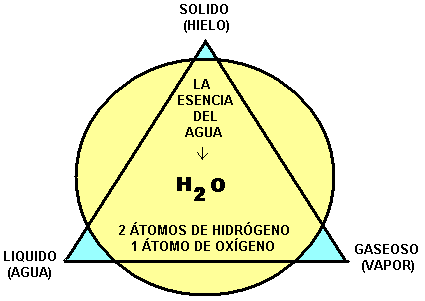 SOLIDO
(HIELO)
LA
ESENCIA
DEL
AGUA
↓
H2O
2 ÁTOMOS DE HIDRÓGENO
1 ÁTOMO DE OXÍGENO
LIQUIDO
(AGUA)
GASEOSO
(VAPOR)